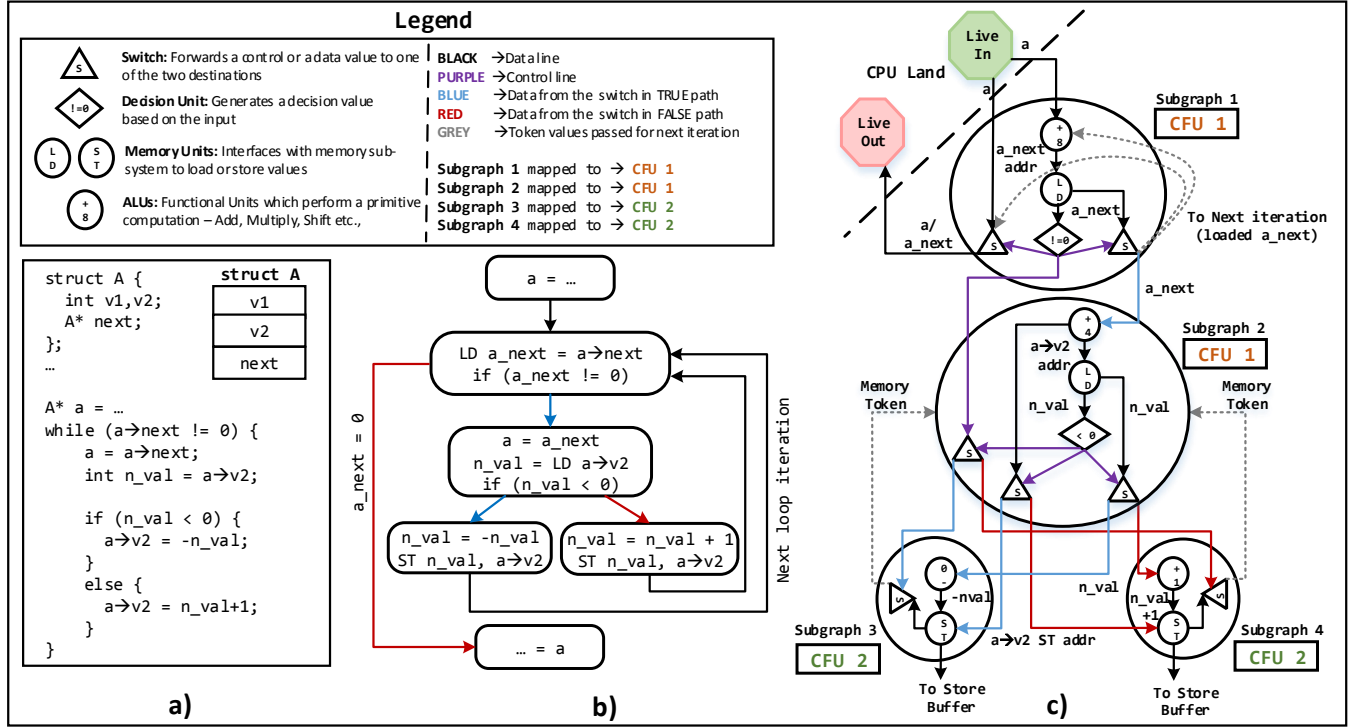 Legend
S
Switch: Forwards a control or a data value to one
of the two destinations
!=0
Decision Unit: Generates a decision value
based on the input
L
D
S
T
Memory Units: Interfaces with memory sub-
system to load or store values
+
8
ALUs: Functional Units which perform a primitive
computation – Add, Multiply, Shift etc.,
BLACK →Data line
PURPLE →Control line
BLUE →Data from the switch in TRUE path
RED →Data from the switch in FALSE path
GREY →Token values passed for next iteration
Subgraph 1 mapped to → CFU 1
Subgraph 2 mapped to → CFU 1
Subgraph 3 mapped to → CFU 2
Subgraph 4 mapped to → CFU 2
struct A {
int v1,v2;
A* next;
};
…
A* a = …
while (a→next != 0) {
a = a→next;
int n_val = a→v2;
if (n_val < 0) {
a→v2 = -n_val;
}
else {
a→v2 = n_val+1;
}
}
struct A
v1
v2
next
a)
a = …
LD a_next = a→next
if (a_next != 0)
a = a_next
n_val = LD a→v2
if (n_val < 0)
n_val = -n_val
ST n_val, a→v2
n_val = n_val + 1
ST n_val, a→v2
… = a
a_next = 0
Next loop iteration
b)
Live
In
a
a
CPU Land
Live
Out
Subgraph 1
CFU 1
+
8
a_next
addr
L
D
a_next
!=0
S
S
a/
a_next
To Next iteration
(loaded a_next)
a_next
Subgraph 2
CFU 1
+
4
a→v2
addr
L
D
n_val
n_val
< 0
S
S
S
Memory
Token
Memory
Token
0
-
-nval
S
S
T
n_val
+
1
n_val
+1
S
S
T
a→v2 ST addr
Subgraph 3
CFU 2
Subgraph 4
CFU 2
To Store
Buffer
To Store
Buffer
c)